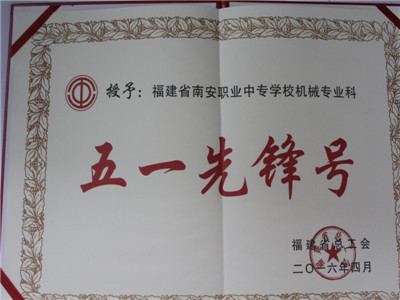 授予：福建省南安职业中专学校机械专业科
五一先锋号
福建省总工会
二〇一六年四月